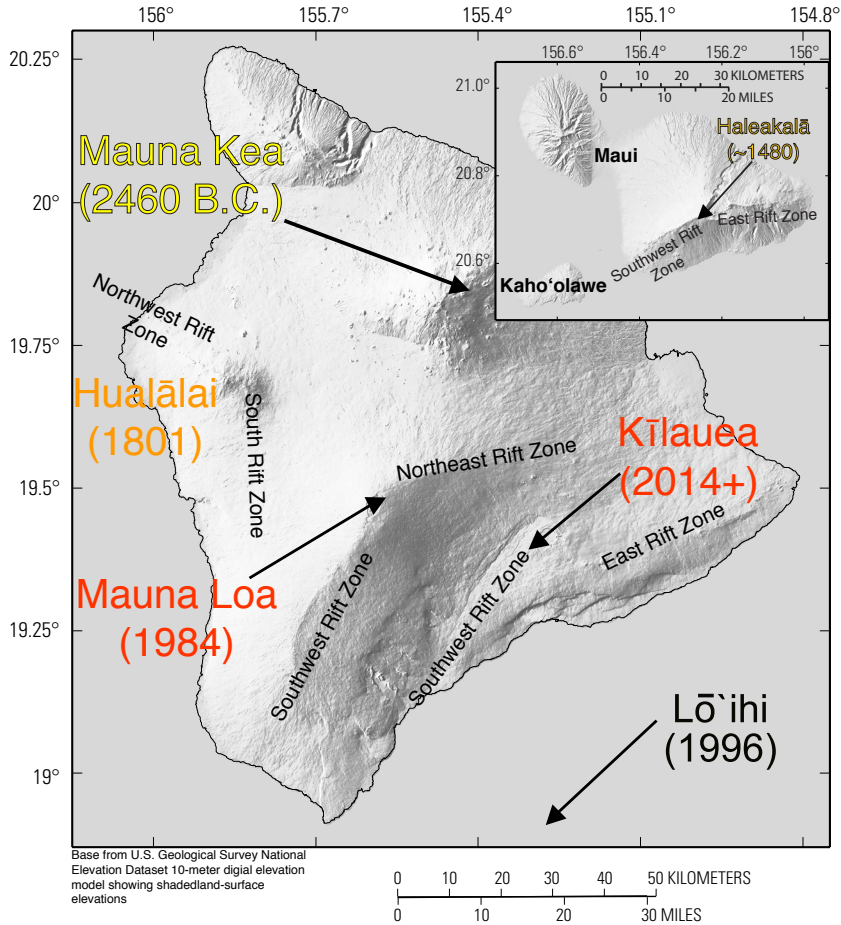 156° 155.7° 155.4° 155.1° 154.8°
20.25°
20°
19.75°
19.5°
19.25°
19°
156.6° 156.4° 156.2° 156°
21.0°
20.8°
20.6°
0 10 20 30 KILOMETERS
0 10 20 MILES
Haleakalā
(~1480)
Maui
East Rift Zone
Southwest Rift
Zone
Kahoʻolawe
Mauna Kea
(2460 B.C.)
Northwest Rift
Zone
Hualālai
(1801)
South Rift Zone
Kīlauea
(2014+)
Northeast Rift Zone
East Rift Zone
Mauna Loa
(1984)
Southwest Rift Zone
Southwest Rift Zone
Lō`ihi
(1996)
Base from U.S. Geological Survey National
Elevation Dataset 10-meter digial elevation
model showing shadedland-surface
elevations
0 10 20 30 40 50 KILOMETERS
0 10 20 30 MILES